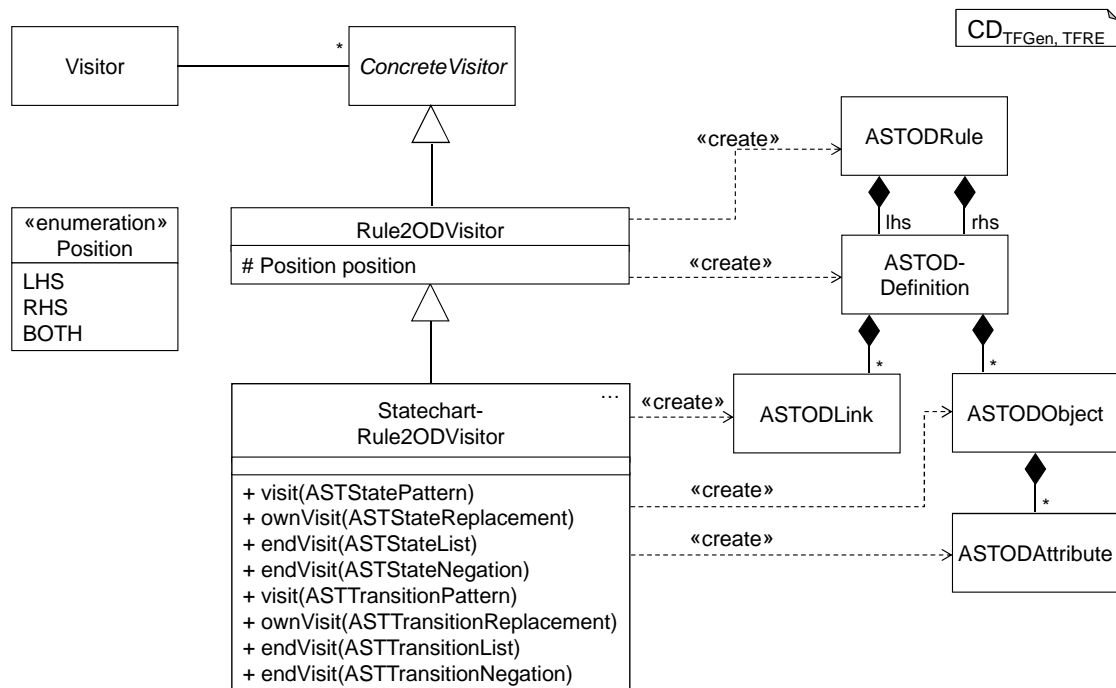 CD TFGen, TFRE
Visitor
*
ConcreteVisitor
«create»
ASTODRule
lhs
rhs
«enumeration»
Position
LHS
RHS
BOTH
Rule2ODVisitor
# Position position
«create»
ASTOD-
Definition
*
*
...
Statechart-
Rule2ODVisitor
«create»
ASTODLink
ASTODObject
+ visit(ASTStatePattern)
+ ownVisit(ASTStateReplacement)
+ endVisit(ASTStateList)
+ endVisit(ASTStateNegation)
+ visit(ASTTransitionPattern)
+ ownVisit(ASTTransitionReplacement)
+ endVisit(ASTTransitionList)
+ endVisit(ASTTransitionNegation)
«create»
*
«create»
ASTODAttribute